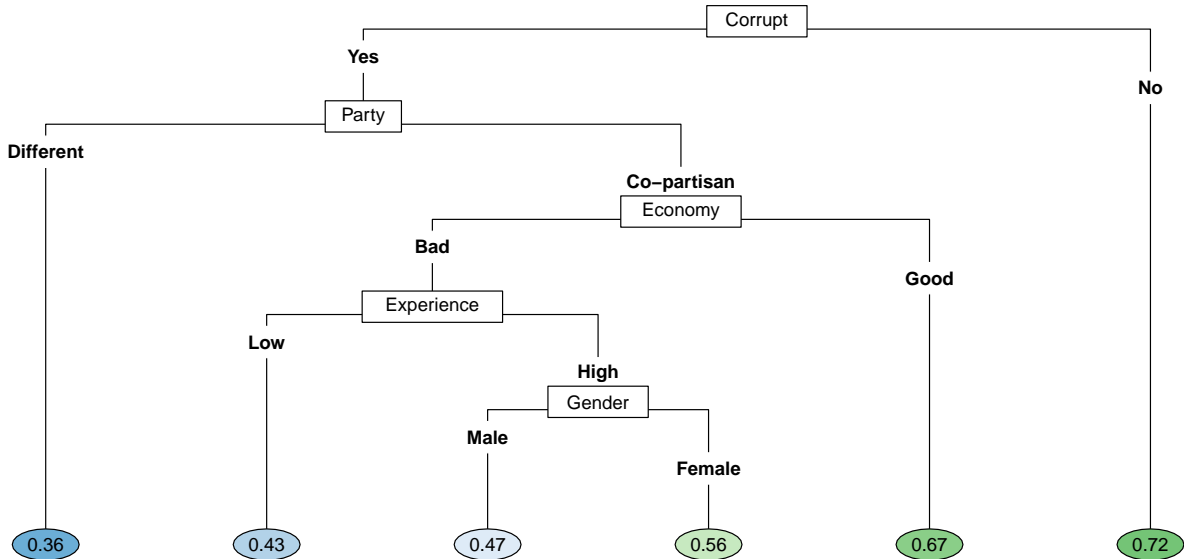 Corrupt
Yes
No
Party
Different
Co−partisan
Economy
Bad
Good
Experience
Low
High
Gender
Male
Female
0.36
0.43
0.47
0.56
0.67
0.72